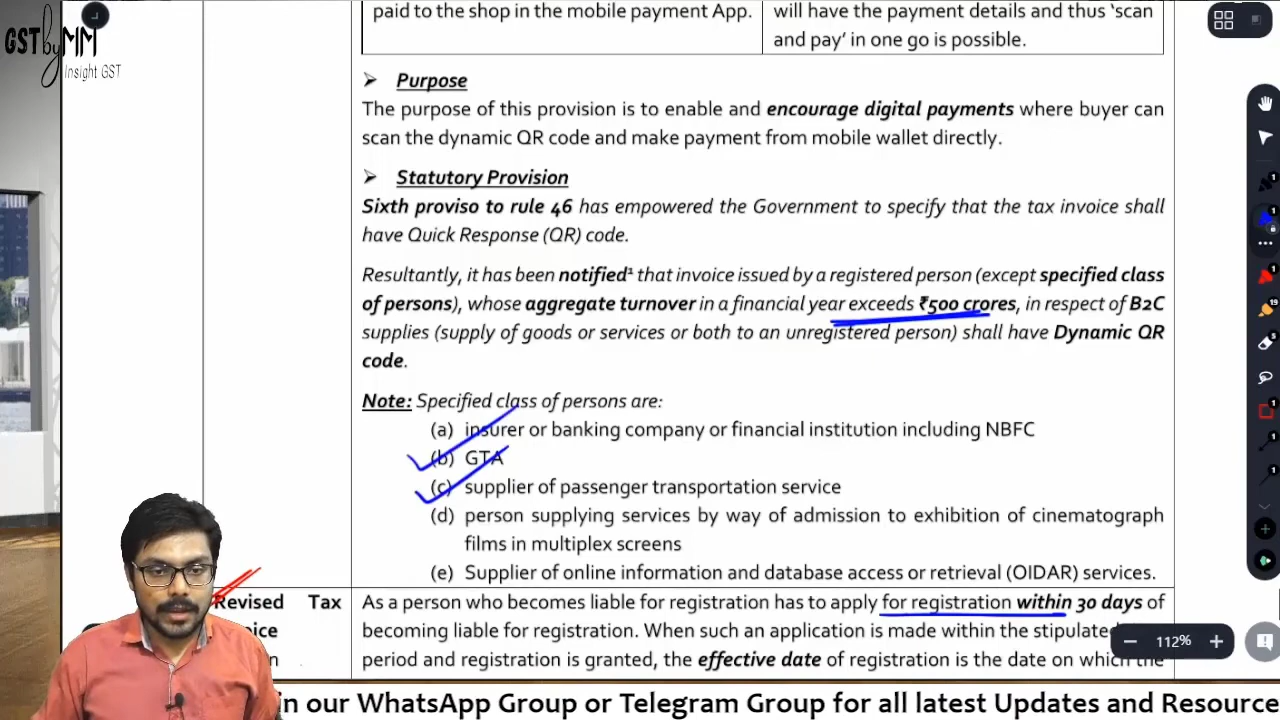 GSTbyMM
Insight GST
paid to the shop in the mobile payment App.
will have the payment details and thus ‘scan
and pay’ in one go is possible.
➢ Purpose
The purpose of this provision is to enable and encourage digital payments where buyer can
scan the dynamic QR code and make payment from mobile wallet directly.
➢ Statutory Provision
Sixth proviso to rule 46 has empowered the Government to specify that the tax invoice shall
have Quick Response (QR) code.
Resultantly, it has been notified¹ that invoice issued by a registered person (except specified class
of persons), whose aggregate turnover in a financial year exceeds ₹500 crores, in respect of B2C
supplies (supply of goods or services or both to an unregistered person) shall have Dynamic QR
code.
Note: Specified class of persons are:
(a) insurer or banking company or financial institution including NBFC
(b) GTA
(c) supplier of passenger transportation service
(d) person supplying services by way of admission to exhibition of cinematograph
films in multiplex screens
(e) Supplier of online information and database access or retrieval (OIDAR) services.
Revised Tax
As a person who becomes liable for registration has to apply for registration within 30 days of
becoming liable for registration. When such an application is made within the stipulated
period and registration is granted, the effective date of registration is the date on which the
112%
in our WhatsApp Group or Telegram Group for all latest Updates and Resource